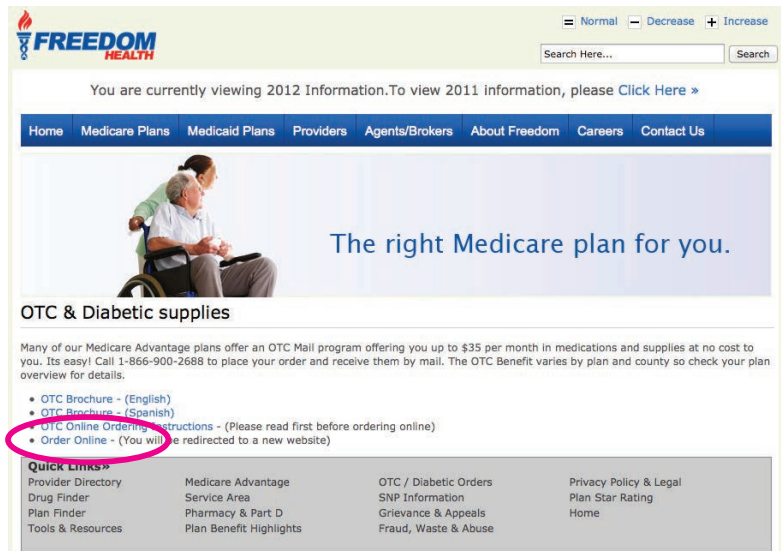 = Normal − Decrease + Increase
FREEDOM
HEALTH
Search Here... Search
You are currently viewing 2012 Information.To view 2011 information, please Click Here »
Home Medicare Plans Medicaid Plans Providers Agents/Brokers About Freedom Careers Contact Us
The right Medicare plan for you.
OTC & Diabetic supplies
Many of our Medicare Advantage plans offer an OTC Mail program offering you up to $35 per month in medications and supplies at no cost to
you. Its easy! Call 1-866-900-2688 to place your order and receive them by mail. The OTC Benefit varies by plan and county so check your plan
overview for details.
• OTC Brochure - (English)
• OTC Brochure - (Spanish)
• OTC Online Ordering Instructions - (Please read first before ordering online)
• Order Online - (You will be redirected to a new website)
Quick Links»
Provider Directory Medicare Advantage OTC / Diabetic Orders Privacy Policy & Legal
Drug Finder Service Area SNP Information Plan Star Rating
Plan Finder Pharmacy & Part D Grievance & Appeals Home
Tools & Resources Plan Benefit Highlights Fraud, Waste & Abuse